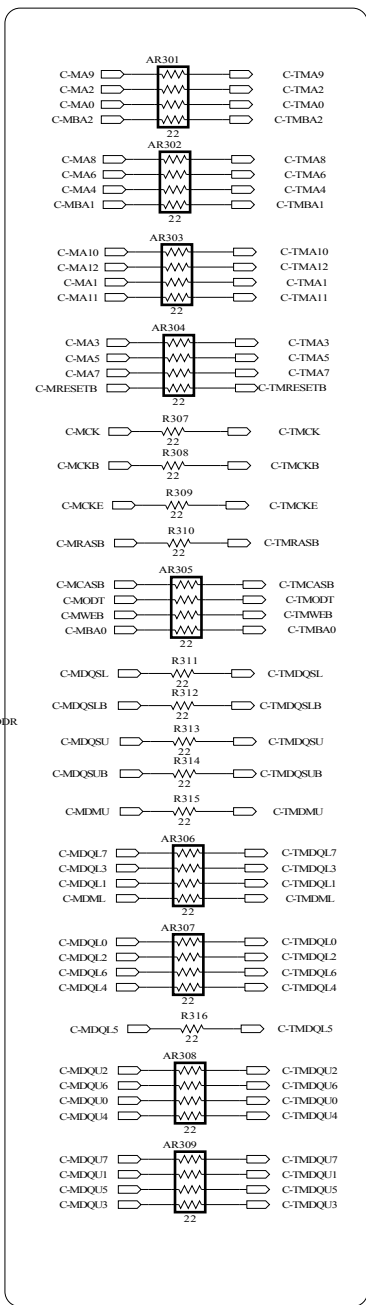 AR301
C-MA9 C-TMA9
C-MA2 C-TMA2
C-MA0 C-TMA0
C-MBA2 C-TMBA2
22
AR302
C-MA8 C-TMA8
C-MA6 C-TMA6
C-MA4 C-TMA4
C-MBA1 C-TMBA1
22
AR303
C-MA10 C-TMA10
C-MA12 C-TMA12
C-MA1 C-TMA1
C-MA11 C-TMA11
22
AR304
C-MA3 C-TMA3
C-MA5 C-TMA5
C-MA7 C-TMA7
C-MRESETB C-TMRESETB
22
R307
C-MCK C-TMCK
22
R308
C-MCKB C-TMCKB
22
R309
C-MCKE C-TMCKE
22
R310
C-MRASB C-TMRASB
22
AR305
C-MCASB C-TMCASB
C-MODT C-TMODT
C-MWEB C-TMWEB
C-MBA0 C-TMBA0
22
R311
C-MDQSL C-TMDQSL
22
R312
C-MDQSLB C-TMDQSLB
22
DDR
R313
C-MDQSU C-TMDQSU
22
R314
C-MDQSUB C-TMDQSUB
22
R315
C-MDMU C-TMDMU
22
AR306
C-MDQL7 C-TMDQL7
C-MDQL3 C-TMDQL3
C-MDQL1 C-TMDQL1
C-MDML C-TMDML
22
AR307
C-MDQL0 C-TMDQL0
C-MDQL2 C-TMDQL2
C-MDQL6 C-TMDQL6
C-MDQL4 C-TMDQL4
22
R316
C-MDQL5 C-TMDQL5
22
AR308
C-MDQU2 C-TMDQU2
C-MDQU6 C-TMDQU6
C-MDQU0 C-TMDQU0
C-MDQU4 C-TMDQU4
22
AR309
C-MDQU7 C-TMDQU7
C-MDQU1 C-TMDQU1
C-MDQU5 C-TMDQU5
C-MDQU3 C-TMDQU3
22